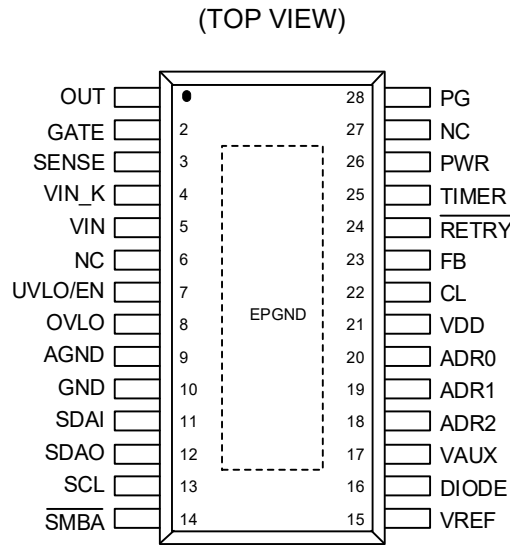 (TOP VIEW)
OUT 28 PG
GATE 2 27 NC
SENSE 3 26 PWR
VIN_K 4 25 TIMER
VIN 5 24 RETRY
NC 6 23 FB
UVLO/EN 7 22 CL
OVLO 8 EPGND 21 VDD
AGND 9 20 ADR0
GND 10 19 ADR1
SDAI 11 18 ADR2
SDAO 12 17 VAUX
SCL 13 16 DIODE
SMBA 14 15 VREF